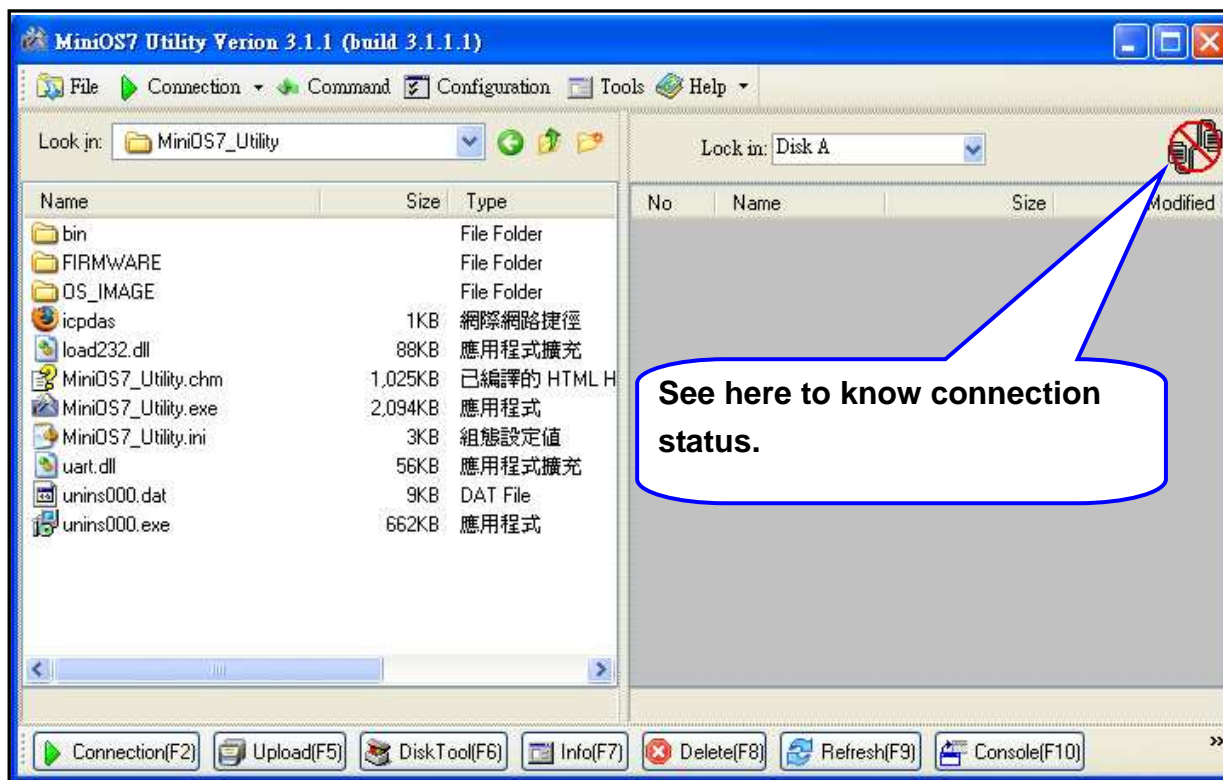 MiniOS7 Utility Verion 3.1.1 (build 3.1.1.1)
File Connection Command Configuration Tools Help
Look in: MiniOS7_Utility
Lock in: Disk A
Name Size Type
No Name Size Modified
bin File Folder
FIRMWARE File Folder
OS_IMAGE File Folder
icpdas 1KB 網際網路捷徑
load232.dll 88KB 應用程式擴充
MiniOS7_Utility.chm 1,025KB 已編譯的 HTML H
MiniOS7_Utility.exe 2,094KB 應用程式
MiniOS7_Utility.ini 3KB 組態設定值
uart.dll 56KB 應用程式擴充
unins000.dat 9KB DAT File
unins000.exe 662KB 應用程式
See here to know connection
status.
Connection(F2) Upload(F5) DiskTool(F6) Info(F7) Delete(F8) Refresh(F9) Console(F10) »